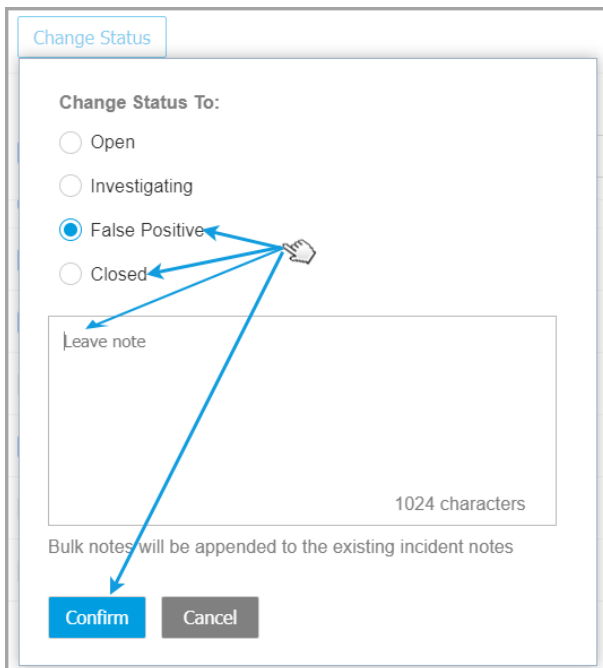 Change Status
Change Status To:
Open
Investigating
False Positive
Closed
Leave note
1024 characters
Bulk notes will be appended to the existing incident notes
Confirm Cancel